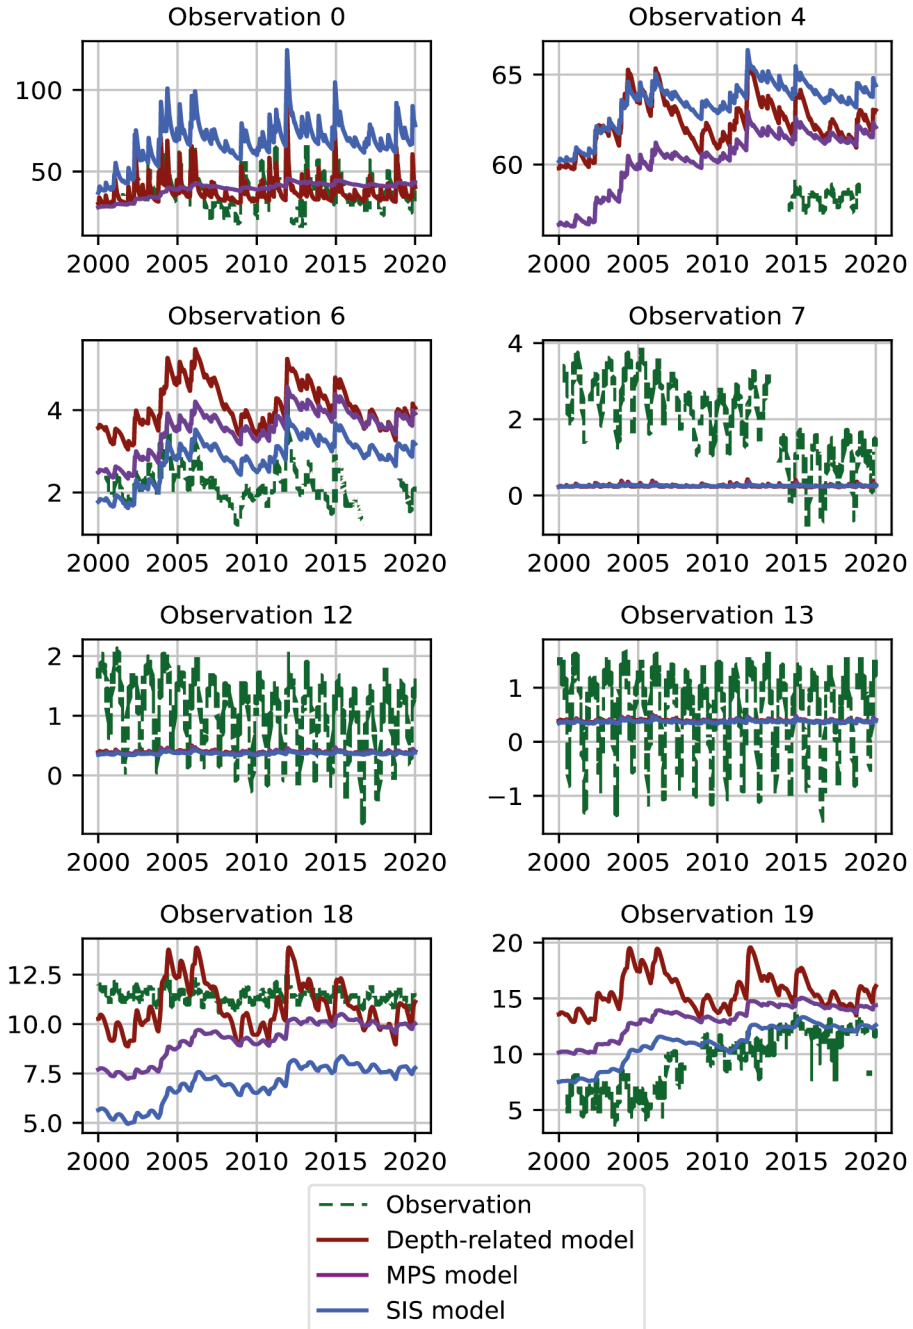 Observation 0
Observation 4
100
50
65
60
2000 2005 2010 2015 2020
2000 2005 2010 2015 2020
Observation 6
Observation 7
4
2
4
2
0
2000 2005 2010 2015 2020
2000 2005 2010 2015 2020
Observation 12
Observation 13
2
1
0
1
0
−1
2000 2005 2010 2015 2020
2000 2005 2010 2015 2020
Observation 18
Observation 19
12.5
10.0
7.5
5.0
20
15
10
5
2000 2005 2010 2015 2020
2000 2005 2010 2015 2020
Observation
Depth-related model
MPS model
SIS model